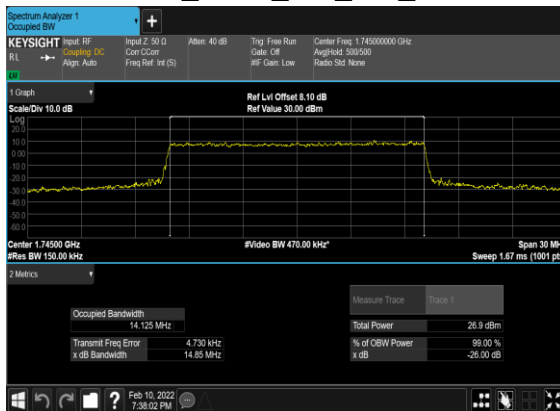 Spectrum Analyzer 1
Occupied BW
+
KEYSIGHT
RL
Input: RF
Coupling: DC
Align: Auto
Input Z: 50 Ω
Corr CCorr
Freq Ref: Int (S)
Atten: 40 dB
Trig: Free Run
Gate: Off
#IF Gain: Low
Center Freq: 1.745000000 GHz
Avg|Hold: 500/500
Radio Std: None
1 Graph
Scale/Div 10.0 dB
Ref Lvl Offset 8.10 dB
Ref Value 30.00 dBm
Log
20.0
10.0
0.00
-10.0
-20.0
-30.0
-40.0
-50.0
-60.0
Center 1.74500 GHz
#Res BW 150.00 kHz
#Video BW 470.00 kHz*
Span 30 MH
Sweep 1.67 ms (1001 pts
2 Metrics
Measure Trace
Trace 1
Occupied Bandwidth
14.125 MHz
Total Power
26.9 dBm
Transmit Freq Error
4.730 kHz
% of OBW Power
99.00 %
x dB Bandwidth
14.85 MHz
x dB
-26.00 dB
?
Feb 10, 2022
7:38:02 PM